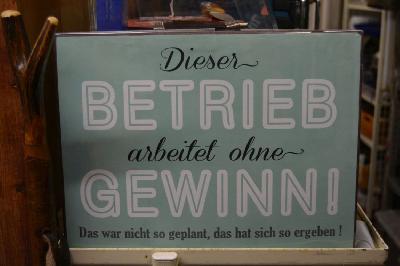 Dieser
BETRIEB
arbeitet ohne
GEWINN!
Das war nicht so geplant, das hat sich so ergeben !